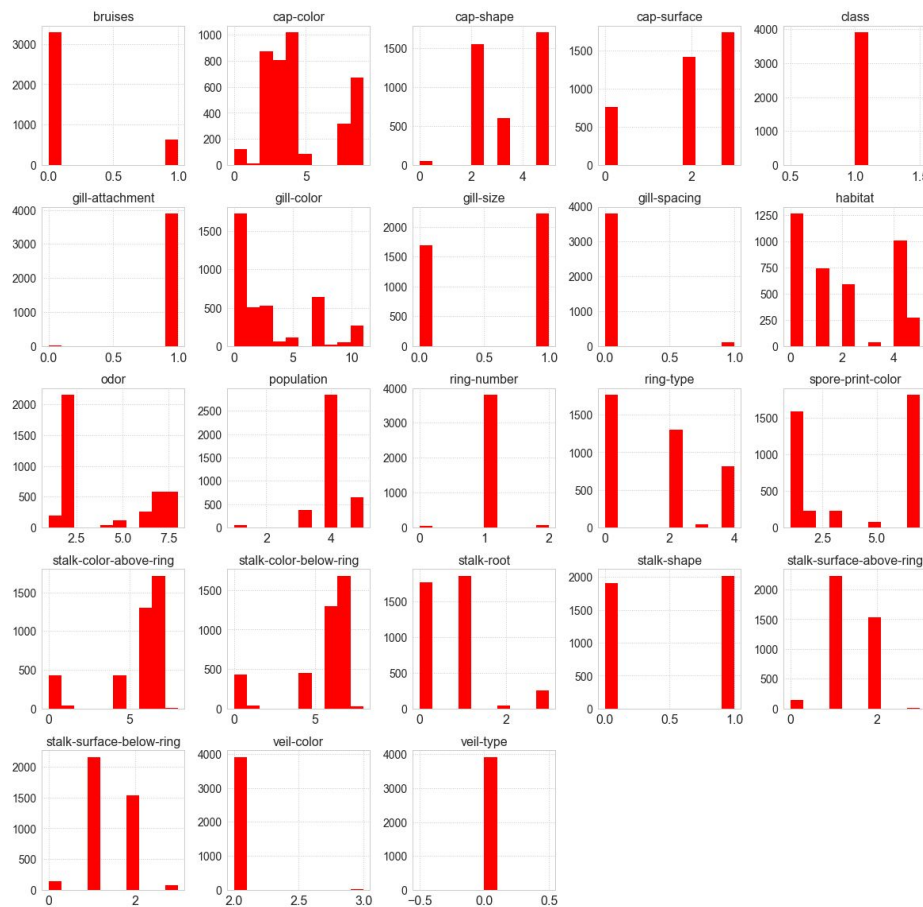 bruises cap-color cap-shape cap-surface class
3000 1000 1500 1500 4000
2000 800 1000 1000 3000
1000 600 500 500 2000
0 400 0 0 1000
200 0
0
0.0 0.5 1.0 0 5 0 2 4 0 2 0.5 1.0 1.5
gill-attachment gill-color gill-size gill-spacing habitat
4000 1500 2000 4000 1250
3000 1000 1500 3000 1000
2000 500 1000 2000 750
1000 0 500 1000 500
0 0 0 250
0
0.0 0.5 1.0 0 5 10 0.0 0.5 1.0 0.0 0.5 1.0 0 2 4
odor population ring-number ring-type spore-print-color
2000 2500 4000 1500 1500
1500 2000 3000 1000 1000
1000 1500 2000 500 500
500 1000 1000 0 0
0 500 0
0
2.5 5.0 7.5 2 4 0 1 2 0 2 4 2.5 5.0
stalk-color-above-ring stalk-color-below-ring stalk-root stalk-shape stalk-surface-above-ring
1500 1500 1500 2000 2000
1000 1000 1000 1500 1500
500 500 500 1000 1000
0 0 0 500 500
0 0
0 5 0 5 0 2 0.0 0.5 1.0 0 2
stalk-surface-below-ring veil-color veil-type
2000 4000 4000
1500 3000 3000
1000 2000 2000
500 1000 1000
0 0 0
0 2 2.0 2.5 3.0 −0.5 0.0 0.5